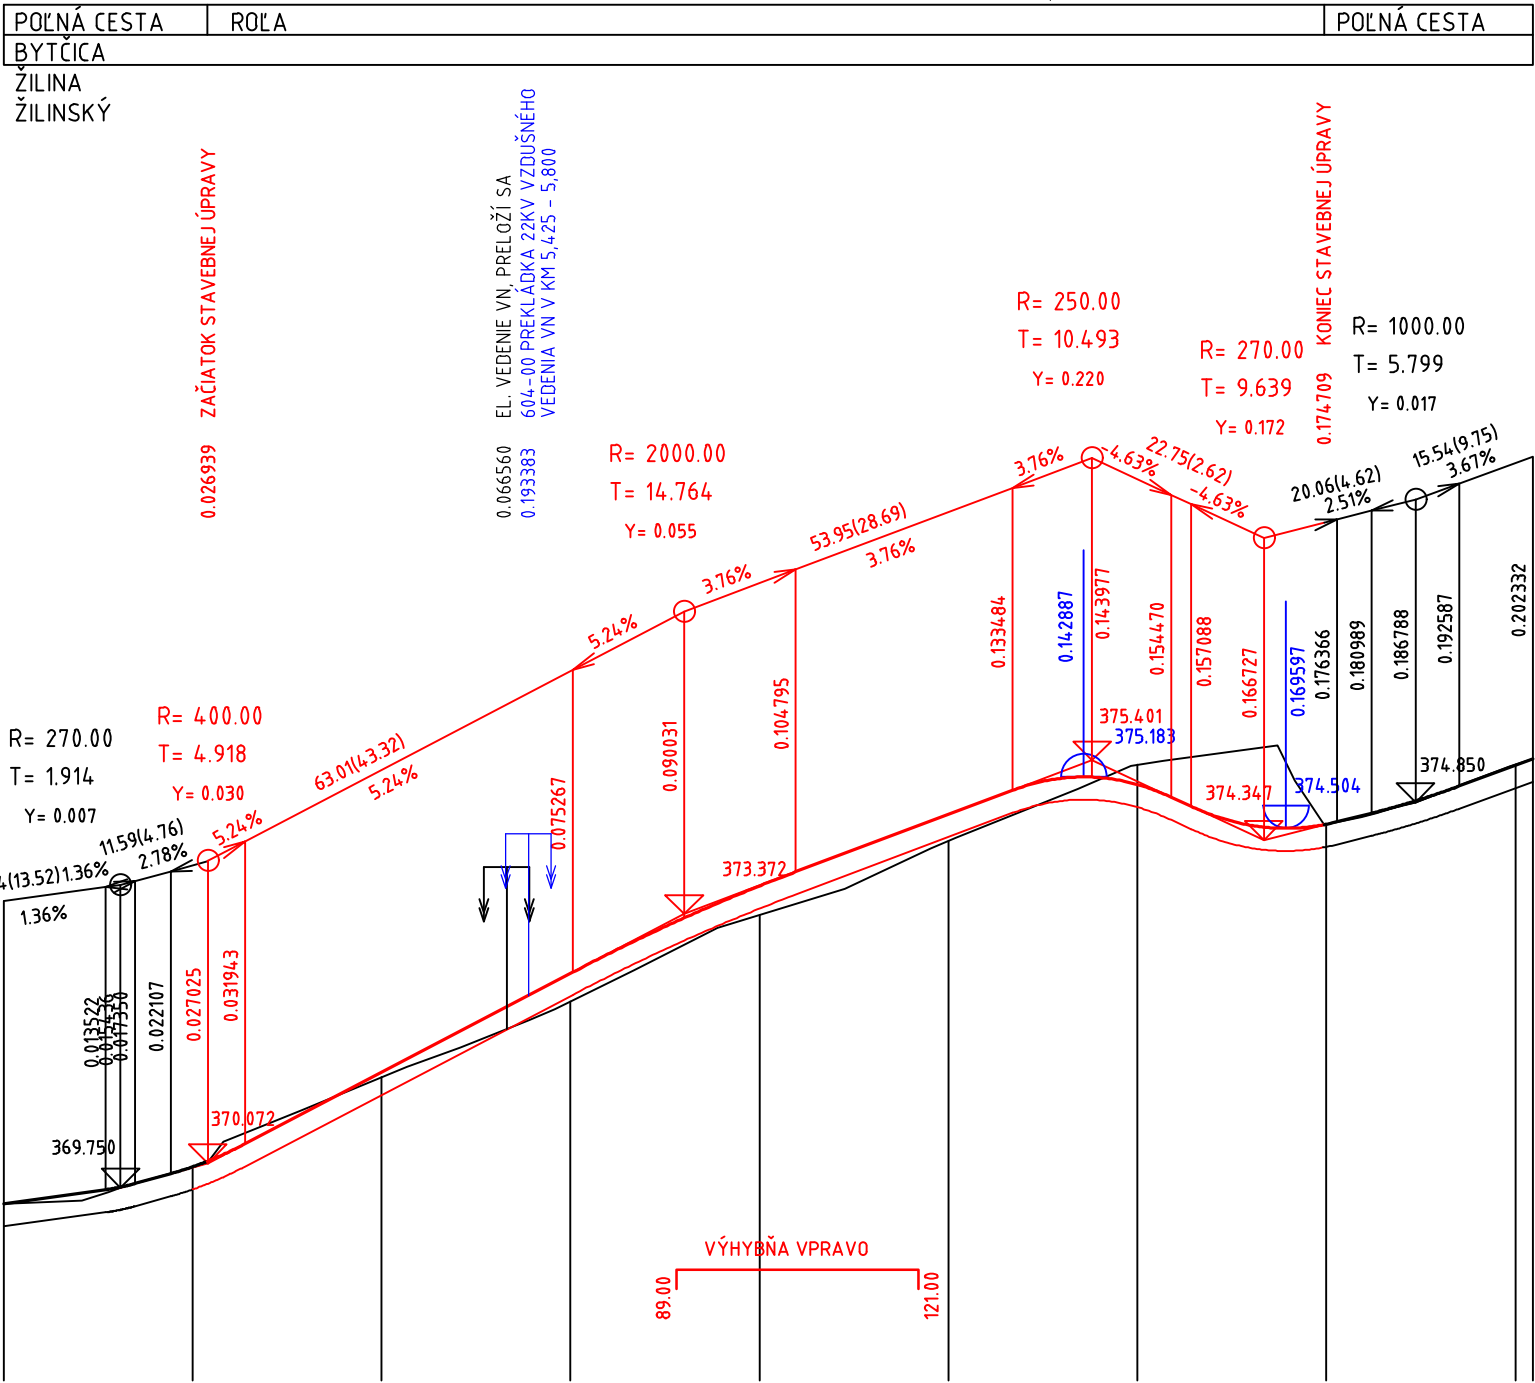 POĽNÁ CESTA
ROĽA
POĽNÁ CESTA
BYTČICA
ŽILINA
ŽILINSKÝ
0.026939 ZAČIATOK STAVEBNEJ ÚPRAVY
0.066560 EL. VEDENIE VN, PRELOŽÍ SA
0.193383 604-00 PREKLÁDKA 22KV VZDUŠNÉHO
VEDENIA VN V KM 5,425 - 5,800
0.174709 KONIEC STAVEBNEJ ÚPRAVY
R= 270.00
T= 1.914
Y= 0.007
R= 400.00
T= 4.918
Y= 0.030
R= 2000.00
T= 14.764
Y= 0.055
R= 250.00
T= 10.493
Y= 0.220
R= 270.00
T= 9.639
Y= 0.172
R= 1000.00
T= 5.799
Y= 0.017
4(13.52)
1.36%
1.36%
11.59(4.76)
2.78%
5.24%
63.01(43.32)
5.24%
5.24%
3.76%
53.95(28.69)
3.76%
3.76%
-4.63%
22.75(2.62)
-4.63%
20.06(4.62)
2.51%
15.54(9.75)
3.67%
0.013522
0.015436
0.017350
0.022107
0.027025
0.031943
0.075267
0.090031
0.104795
0.133484
0.142887
0.143977
0.154470
0.157088
0.166727
0.169597
0.176366
0.180989
0.186788
0.192587
0.202332
369.750
370.072
373.372
375.401
375.183
374.347
374.504
374.850
VÝHYBŇA VPRAVO
89.00
121.00